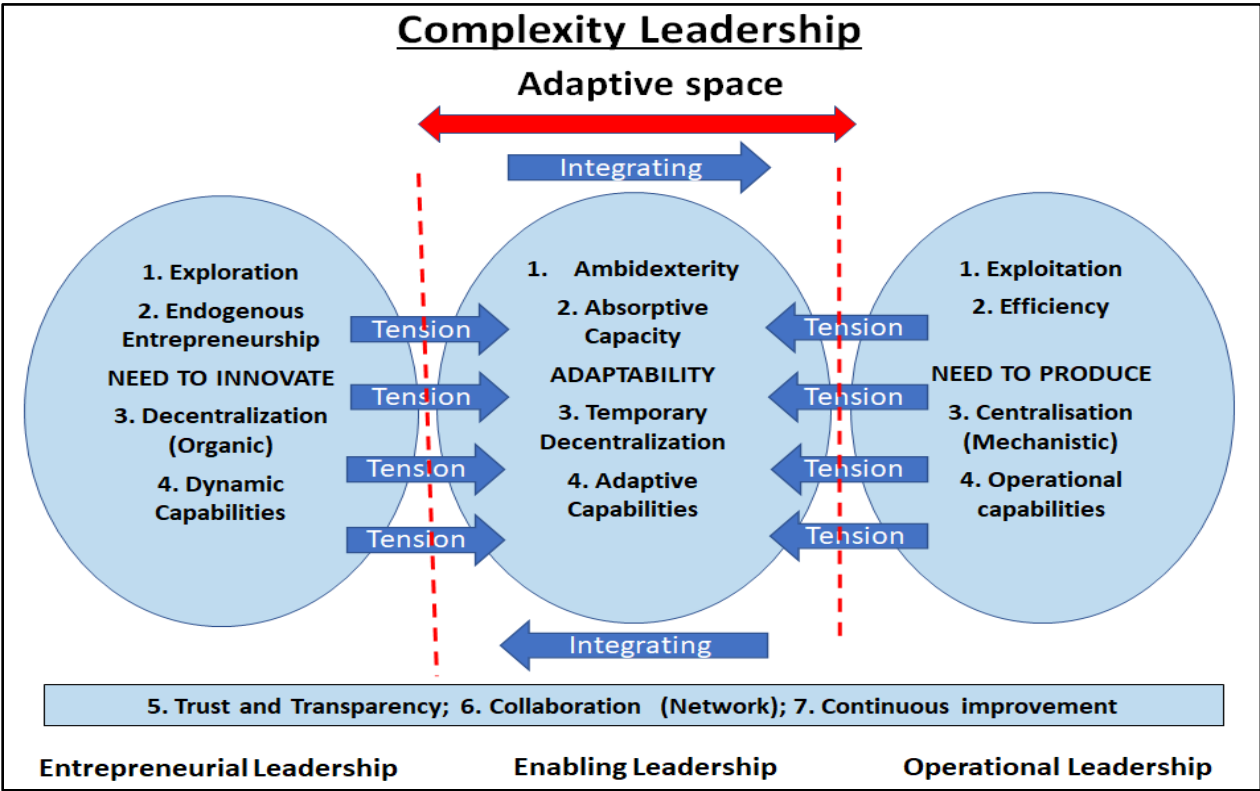 Complexity Leadership
Adaptive space
Integrating
1. Exploration
2. Endogenous
Entrepreneurship
NEED TO INNOVATE
3. Decentralization
(Organic)
4. Dynamic
Capabilities
Tension
Tension
Tension
Tension
1. Ambidexterity
2. Absorptive
Capacity
ADAPTABILITY
3. Temporary
Decentralization
4. Adaptive
Capabilities
Tension
Tension
Tension
Tension
1. Exploitation
2. Efficiency
NEED TO PRODUCE
3. Centralisation
(Mechanistic)
4. Operational
capabilities
Integrating
5. Trust and Transparency; 6. Collaboration (Network); 7. Continuous improvement
Entrepreneurial Leadership
Enabling Leadership
Operational Leadership